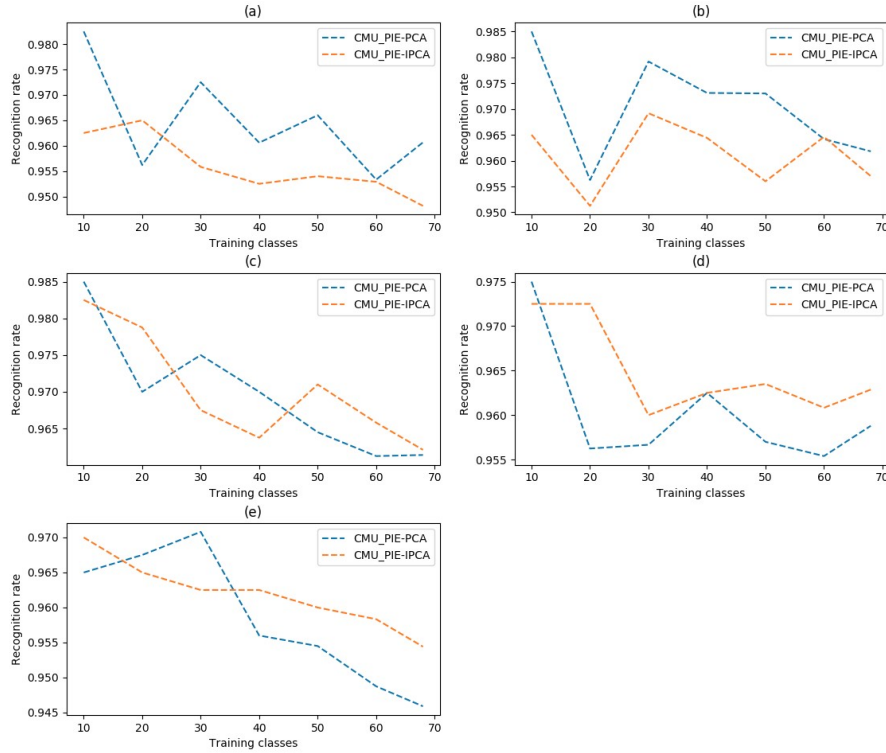 (a)
0.980
0.975
0.970
0.965
0.960
0.955
0.950
Recognition rate
CMU_PIE-PCA
CMU_PIE-IPCA
10 20 30 40 50 60 70
Training classes
(b)
0.985
0.980
0.975
0.970
0.965
0.960
0.955
0.950
Recognition rate
CMU_PIE-PCA
CMU_PIE-IPCA
10 20 30 40 50 60 70
Training classes
(c)
0.985
0.980
0.975
0.970
0.965
Recognition rate
CMU_PIE-PCA
CMU_PIE-IPCA
10 20 30 40 50 60 70
Training classes
(d)
0.975
0.970
0.965
0.960
0.955
Recognition rate
CMU_PIE-PCA
CMU_PIE-IPCA
10 20 30 40 50 60 70
Training classes
(e)
0.970
0.965
0.960
0.955
0.950
0.945
Recognition rate
CMU_PIE-PCA
CMU_PIE-IPCA
10 20 30 40 50 60 70
Training classes